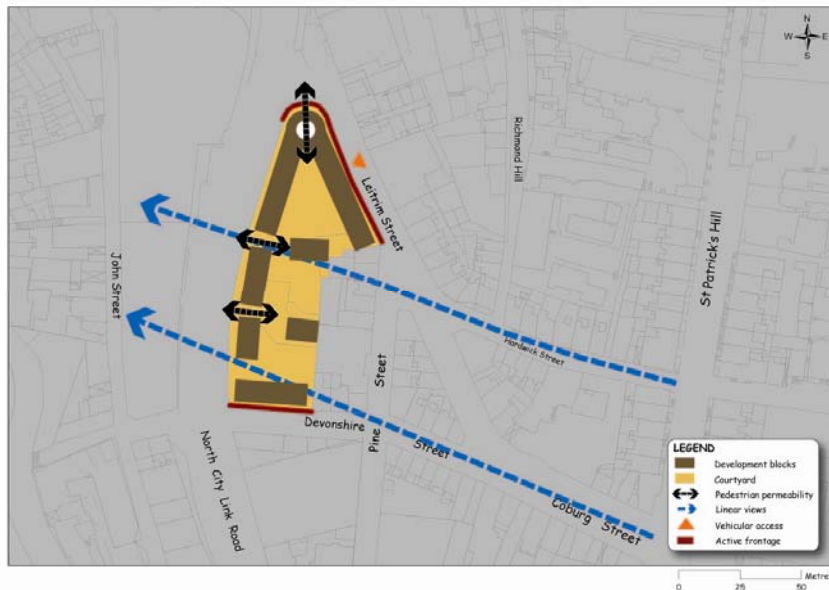 N
W E
S
Richmond Hill
Leitrim Street
St Patrick's Hill
John Street
Hardwick Street
Pine Steet
Devonshire Street
North City Link Road
Coburg Street
LEGEND
Development blocks
Courtyard
Pedestrian permeability
Linear views
Vehicular access
Active frontage
Metre
0 25 50